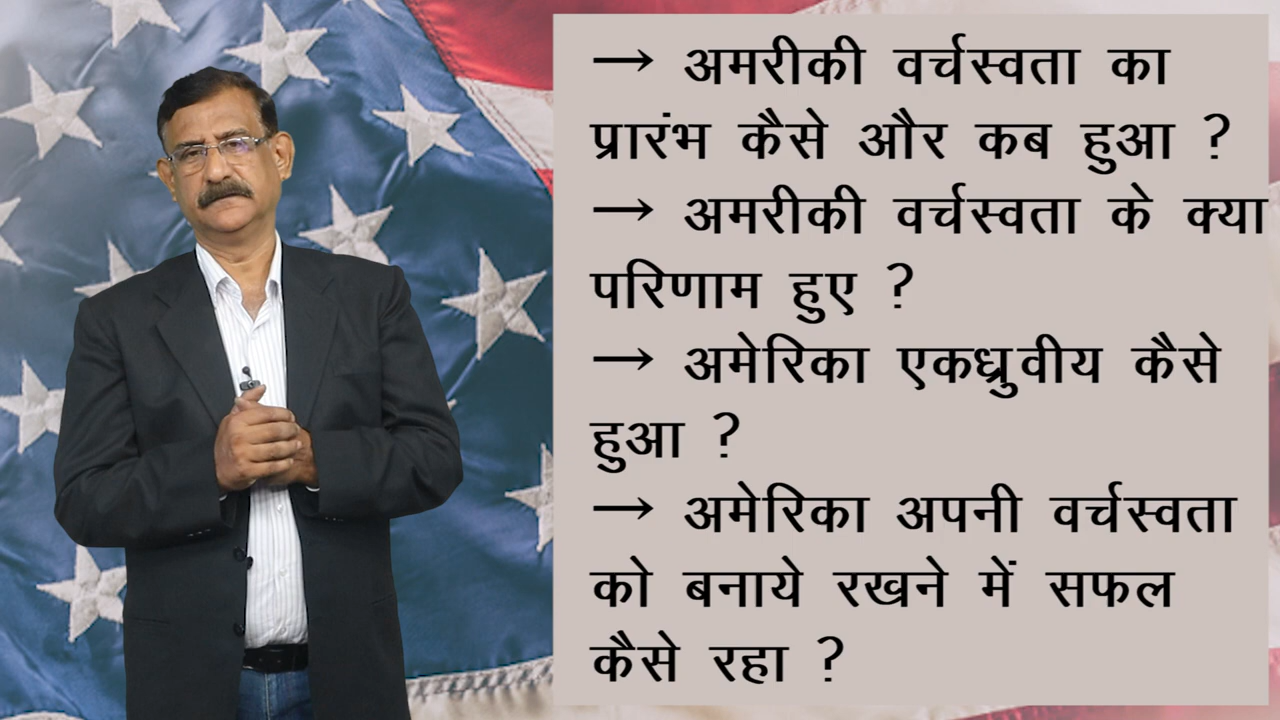 → अमरीकी वर्चस्वता का
प्रारंभ कैसे और कब हुआ ?
→ अमरीकी वर्चस्वता के क्या
परिणाम हुए ?
→ अमेरिका एकध्रुवीय कैसे
हुआ ?
→ अमेरिका अपनी वर्चस्वता
को बनाये रखने में सफल
कैसे रहा ?